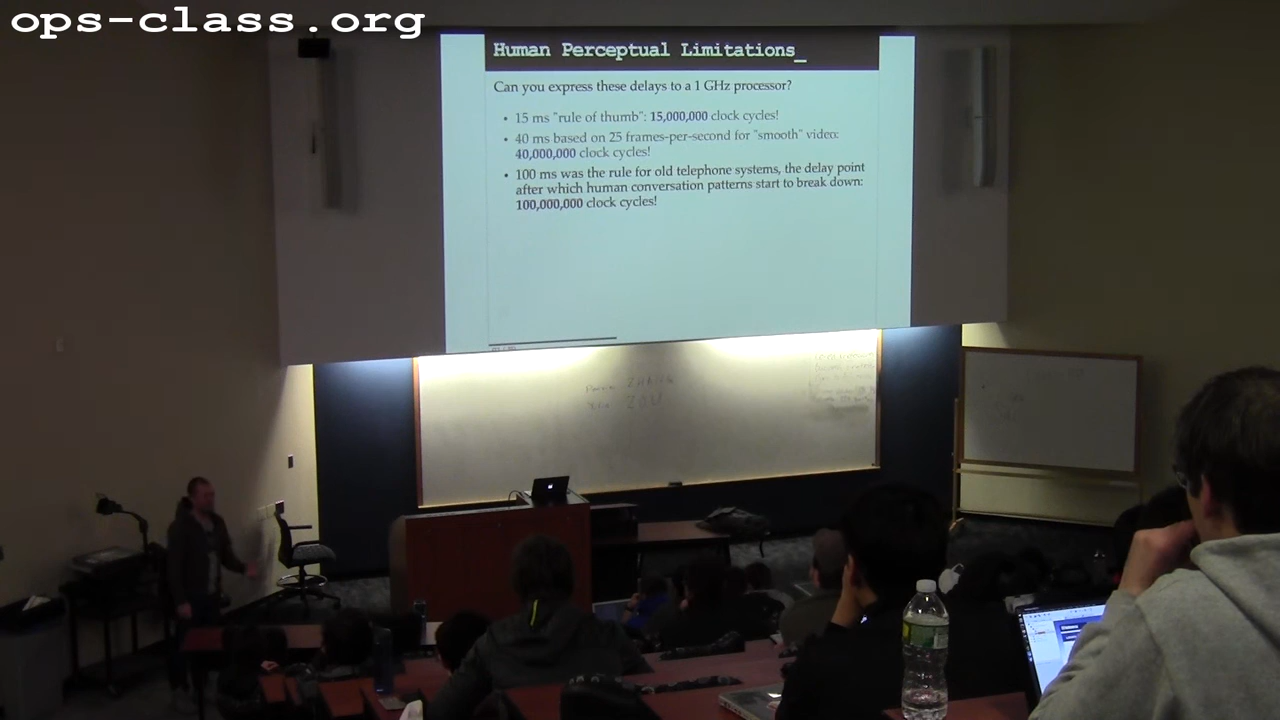 ops-class.org
Human Perceptual Limitations_
Can you express these delays to a 1 GHz processor?
• 15 ms "rule of thumb": 15,000,000 clock cycles!
• 40 ms based on 25 frames-per-second for "smooth" video:
40,000,000 clock cycles!
• 100 ms was the rule for old telephone systems, the delay point
after which human conversation patterns start to break down:
100,000,000 clock cycles!